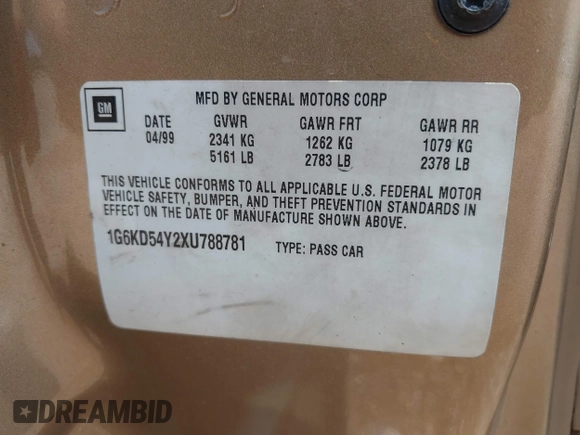 GM
MFD BY GENERAL MOTORS CORP
DATE GVWR GAWR FRT GAWR RR
04/99 2341 KG 1262 KG 1079 KG
5161 LB 2783 LB 2378 LB
THIS VEHICLE CONFORMS TO ALL APPLICABLE U.S. FEDERAL MOTOR
VEHICLE SAFETY, BUMPER, AND THEFT PREVENTION STANDARDS IN
EFFECT ON THE DATE OF MANUFACTURE SHOWN ABOVE.
1G6KD54Y2XU788781 TYPE: PASS CAR
DREAMBID